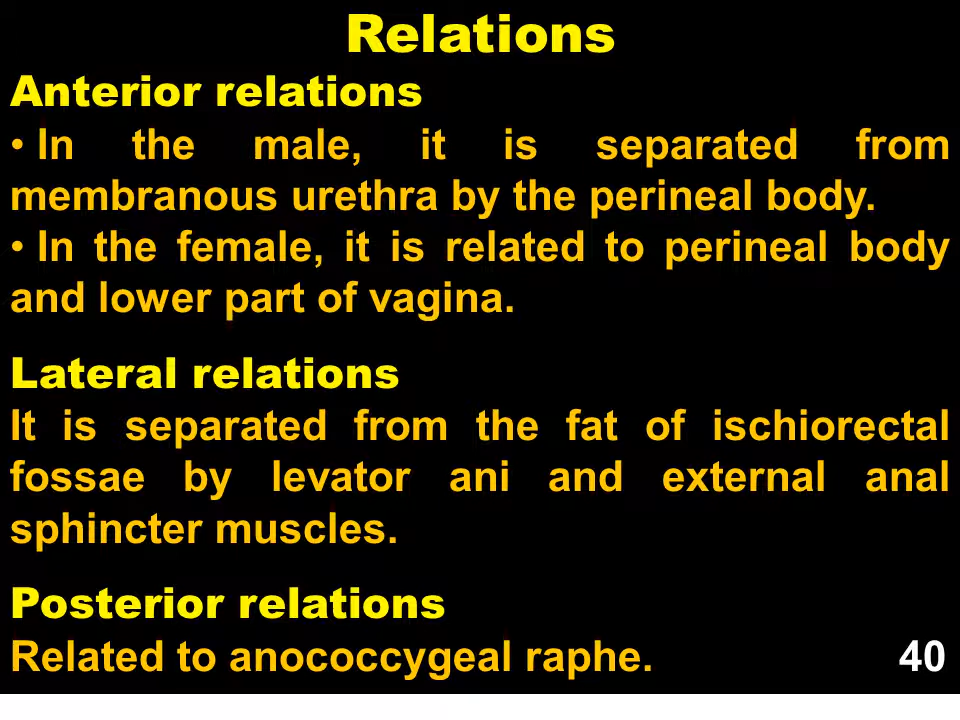 Relations
Anterior relations
• In the male, it is separated from
membranous urethra by the perineal body.
• In the female, it is related to perineal body
and lower part of vagina.
Lateral relations
It is separated from the fat of ischiorectal
fossae by levator ani and external anal
sphincter muscles.
Posterior relations
Related to anococcygeal raphe. 40